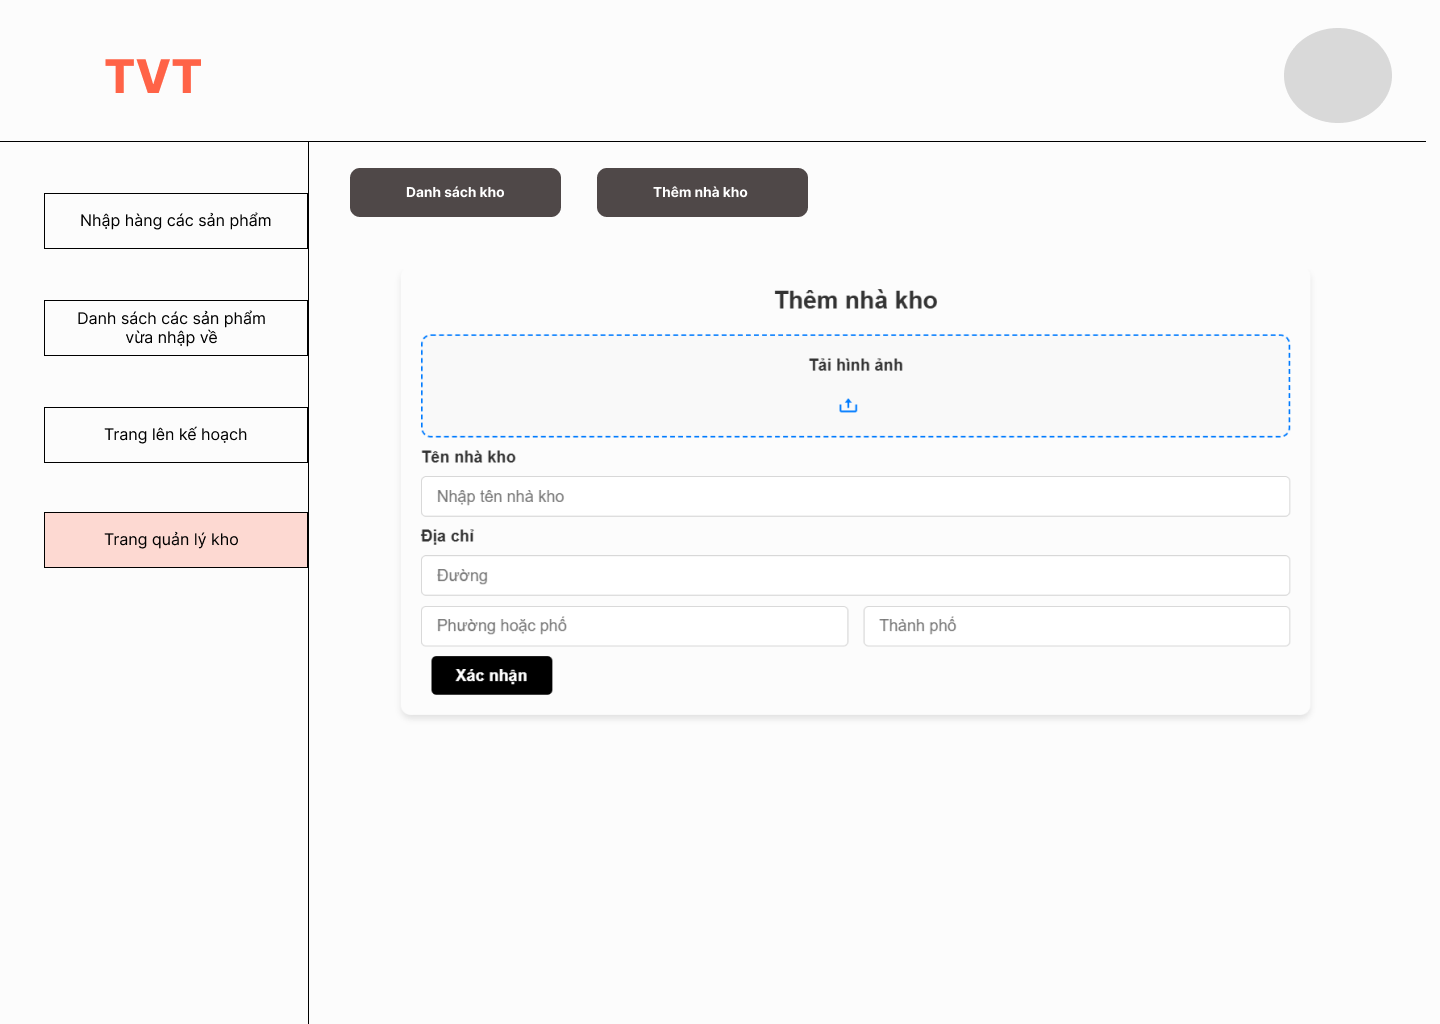 TVT
Danh sách kho
Thêm nhà kho
Nhập hàng các sản phẩm
Danh sách các sản phẩm
vừa nhập về
Trang lên kế hoạch
Trang quản lý kho
Thêm nhà kho
Tải hình ảnh
Tên nhà kho
Nhập tên nhà kho
Địa chỉ
Đường
Phường hoặc phố
Thành phố
Xác nhận